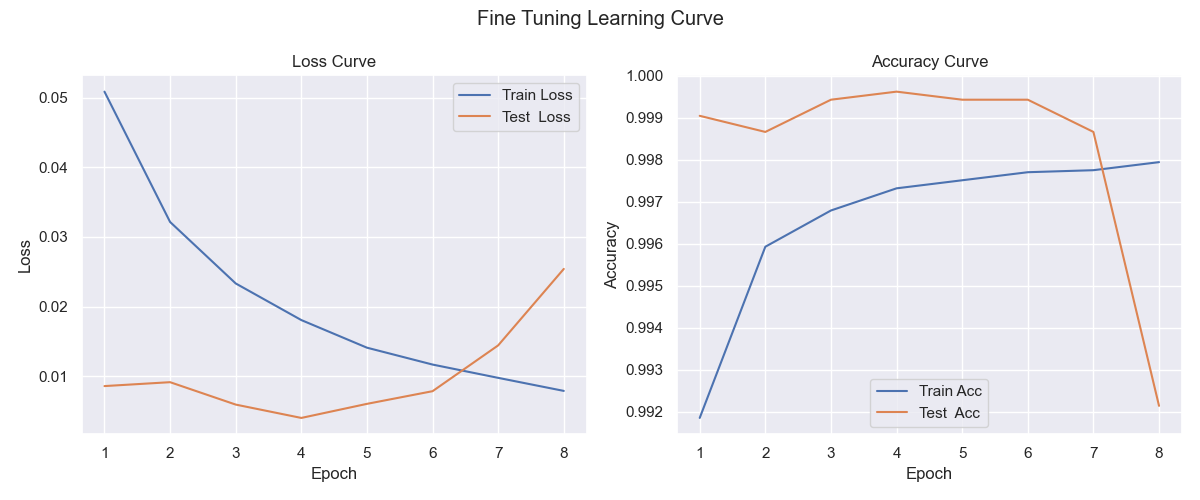 Fine Tuning Learning Curve
Loss Curve
Train Loss
Test  Loss
0.05
0.04
0.03
0.02
0.01
Loss
1 2 3 4 5 6 7 8
Epoch
Accuracy Curve
1.000
0.999
0.998
0.997
0.996
0.995
0.994
0.993
0.992
Accuracy
Train Acc
Test  Acc
1 2 3 4 5 6 7 8
Epoch